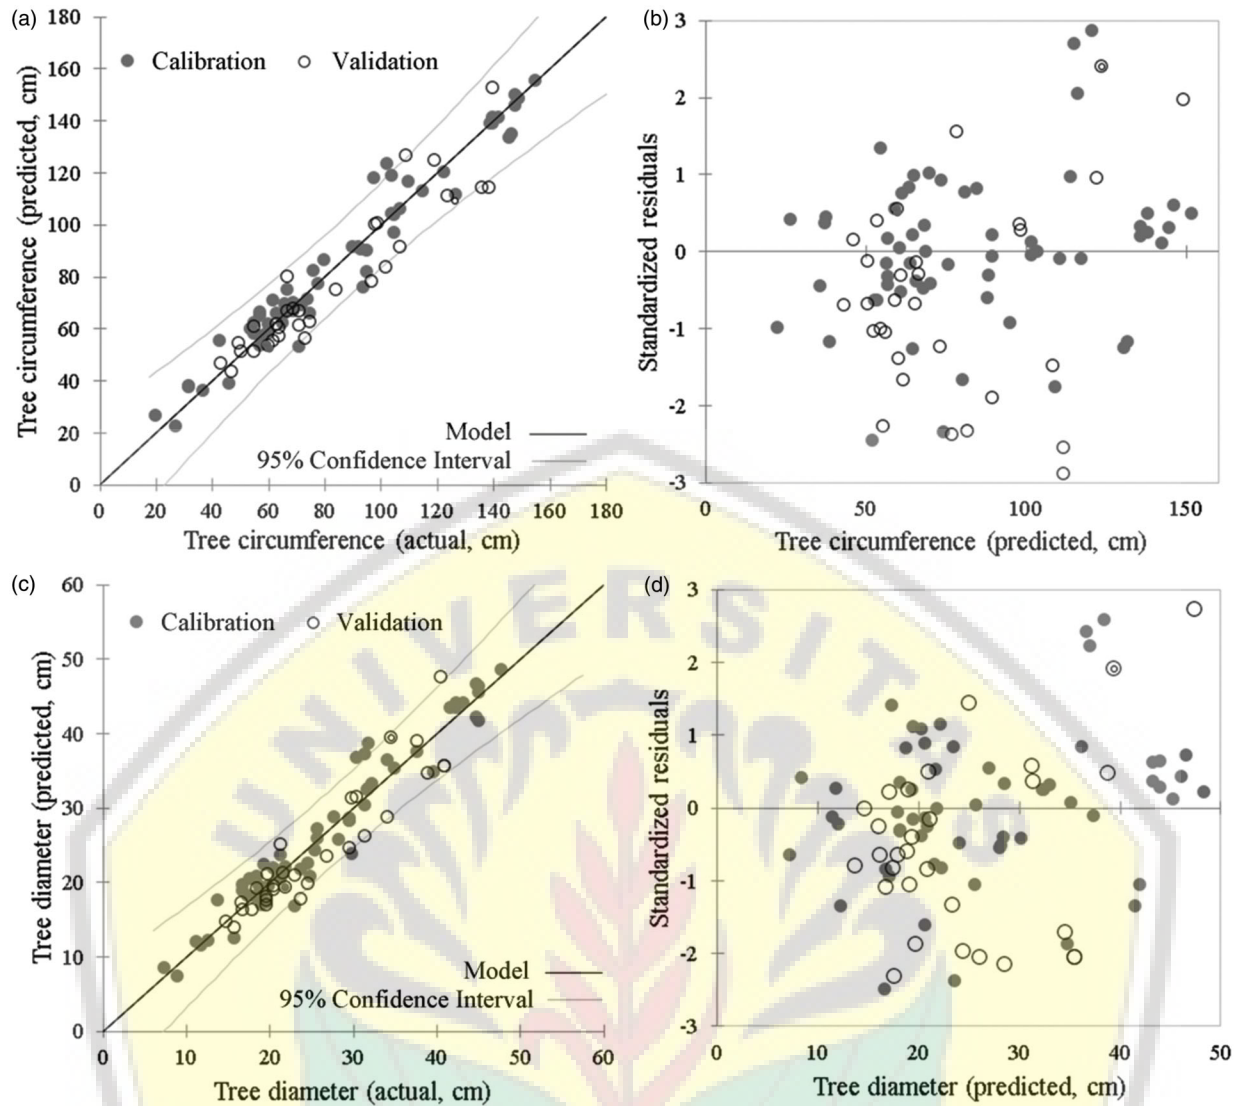 (a)
180
160
140
120
100
80
60
40
20
0
Tree circumference (predicted, cm)
Calibration
Validation
Model
95% Confidence Interval
0 20 40 60 80 100 120 140 160 180
Tree circumference (actual, cm)
(b)
3
2
1
0
-1
-2
-3
Standardized residuals
0 50 100 150
Tree circumference (predicted, cm)
(c)
60
50
40
30
20
10
0
Tree diameter (predicted, cm)
Calibration
Validation
Model
95% Confidence Interval
0 10 20 30 40 50 60
Tree diameter (actual, cm)
(d)
3
2
1
0
-1
-2
-3
Standardized residuals
0 10 20 30 40 50
Tree diameter (predicted, cm)
UNIVERSITAS